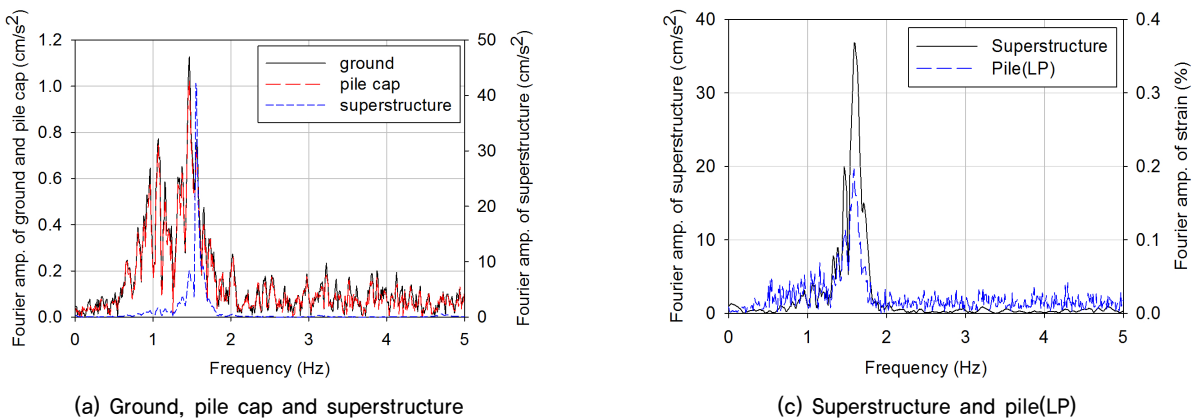 1.2
1.0
0.8
0.6
0.4
0.2
0.0
Fourier amp. of ground and pile cap (cm/s²)
ground
pile cap
superstructure
50
40
30
20
10
0
Fourier amp. of superstructure (cm/s²)
0 1 2 3 4 5
Frequency (Hz)
(a) Ground, pile cap and superstructure
40
30
20
10
0
Fourier amp. of superstructure (cm/s²)
Superstructure
Pile(LP)
0.4
0.3
0.2
0.1
0.0
Fourier amp. of strain (%)
0 1 2 3 4 5
Frequency (Hz)
(c) Superstructure and pile(LP)